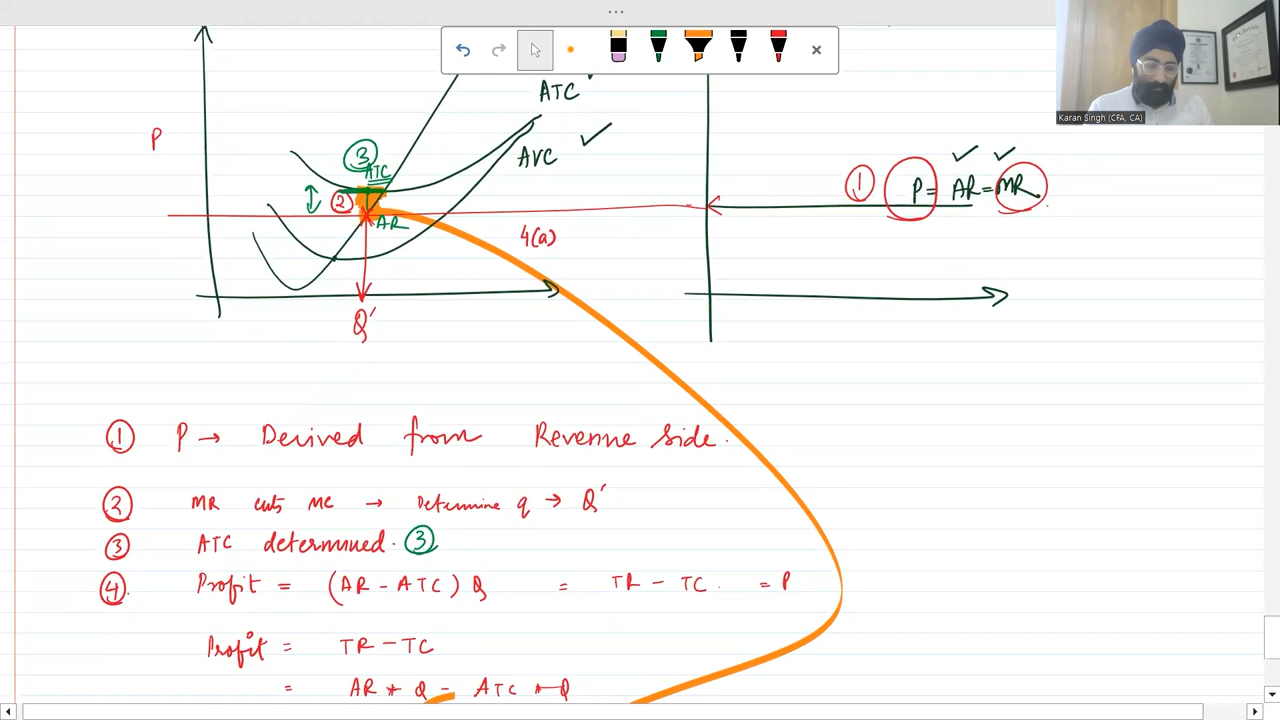 ATC
AVC
P
3
ATC
2
AR
4(a)
Q'
1 P = AR = MR
Karan Singh (CFA, CA)
1 P → Derived from Revenue Side.
2 MR cuts MC → Determine q → Q'
3 ATC determined. 3
4. Profit = (AR - ATC) Q = TR - TC. = P
Profit = TR - TC
= AR * Q - ATC * Q